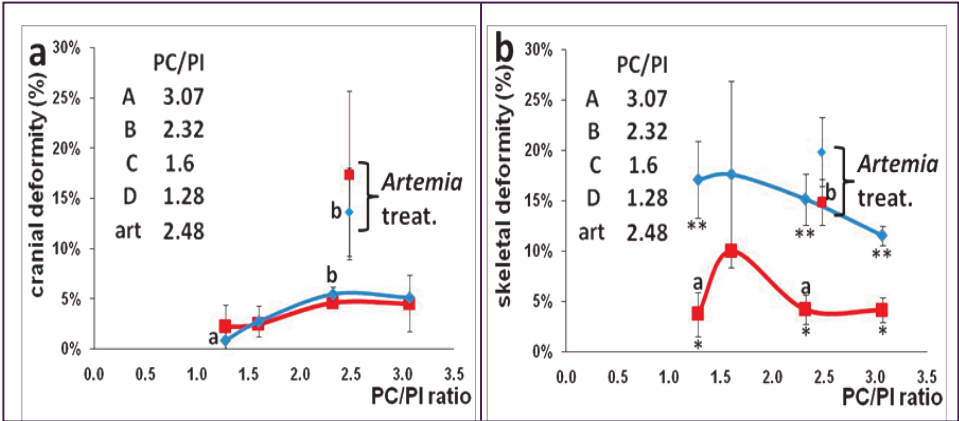 a
cranial deformity (%)
30%
25%
20%
15%
10%
5%
0%
PC/PI
A 3.07
B 2.32
C 1.6
D 1.28
art 2.48
Artemia
treat.
b
b
a
0.0 0.5 1.0 1.5 2.0 2.5 3.0 3.5
PC/PI ratio
b
skeletal deformity (%)
30%
25%
20%
15%
10%
5%
0%
PC/PI
A 3.07
B 2.32
C 1.6
D 1.28
art 2.48
Artemia
treat.
b
** ** **
a a
* * *
0.0 0.5 1.0 1.5 2.0 2.5 3.0 3.5
PC/PI ratio